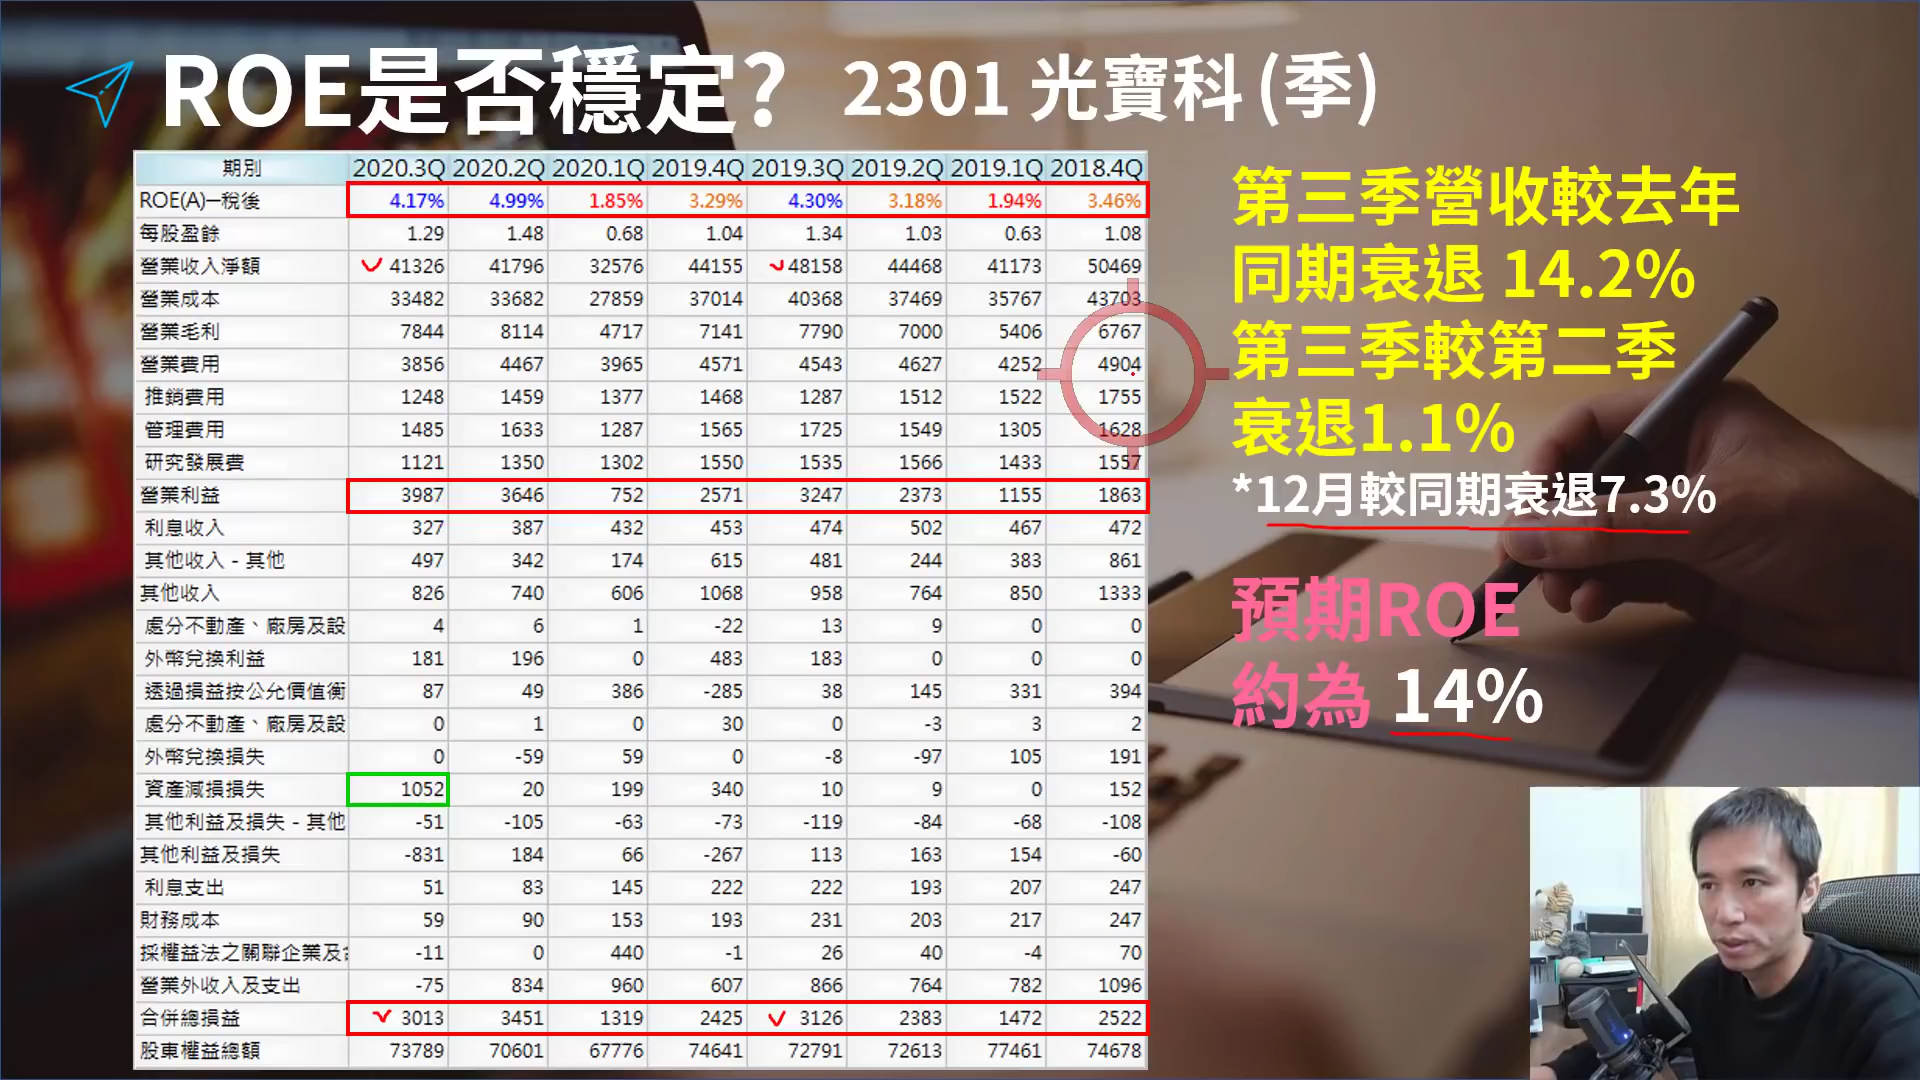 ROE是否穩定? 2301 光寶科 (季)
期別 2020.3Q 2020.2Q 2020.1Q 2019.4Q 2019.3Q 2019.2Q 2019.1Q 2018.4Q
ROE(A)─稅後 4.17% 4.99% 1.85% 3.29% 4.30% 3.18% 1.94% 3.46%
每股盈餘 1.29 1.48 0.68 1.04 1.34 1.03 0.63 1.08
營業收入淨額 41326 41796 32576 44155 48158 44468 41173 50469
營業成本 33482 33682 27859 37014 40368 37469 35767 43703
營業毛利 7844 8114 4717 7141 7790 7000 5406 6767
營業費用 3856 4467 3965 4571 4543 4627 4252 4904
推銷費用 1248 1459 1377 1468 1287 1512 1522 1755
管理費用 1485 1633 1287 1565 1725 1549 1305 1628
研究發展費 1121 1350 1302 1550 1535 1566 1433 1557
營業利益 3987 3646 752 2571 3247 2373 1155 1863
利息收入 327 387 432 453 474 502 467 472
其他收入－其他 497 342 174 615 481 244 383 861
其他收入 826 740 606 1068 958 764 850 1333
處分不動產、廠房及設 4 6 1 -22 13 9 0 0
外幣兌換利益 181 196 0 483 183 0 0 0
透過損益按公允價值衡 87 49 386 -285 38 145 331 394
處分不動產、廠房及設 0 1 0 30 0 -3 3 2
外幣兌換損失 0 -59 59 0 -8 -97 105 191
資產減損損失 1052 20 199 340 10 9 0 152
其他利益及損失－其他 -51 -105 -63 -73 -119 -84 -68 -108
其他利益及損失 -831 184 66 -267 113 163 154 -60
利息支出 51 83 145 222 222 193 207 247
財務成本 59 90 153 193 231 203 217 247
採權益法之關聯企業及 -11 0 440 -1 26 40 -4 70
營業外收入及支出 -75 834 960 607 866 764 782 1096
合併總損益 3013 3451 1319 2425 3126 2383 1472 2522
股東權益總額 73789 70601 67776 74641 72791 72613 77461 74678
第三季營收較去年
同期衰退 14.2%
第三季較第二季
衰退1.1%
*12月較同期衰退7.3%
預期ROE
約為 14%